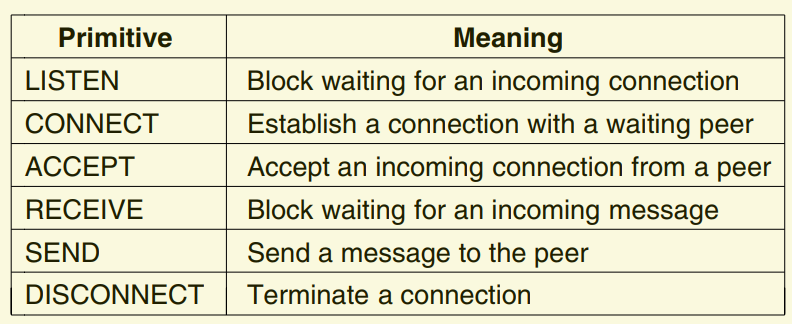 Primitive Meaning
LISTEN Block waiting for an incoming connection
CONNECT Establish a connection with a waiting peer
ACCEPT Accept an incoming connection from a peer
RECEIVE Block waiting for an incoming message
SEND Send a message to the peer
DISCONNECT Terminate a connection